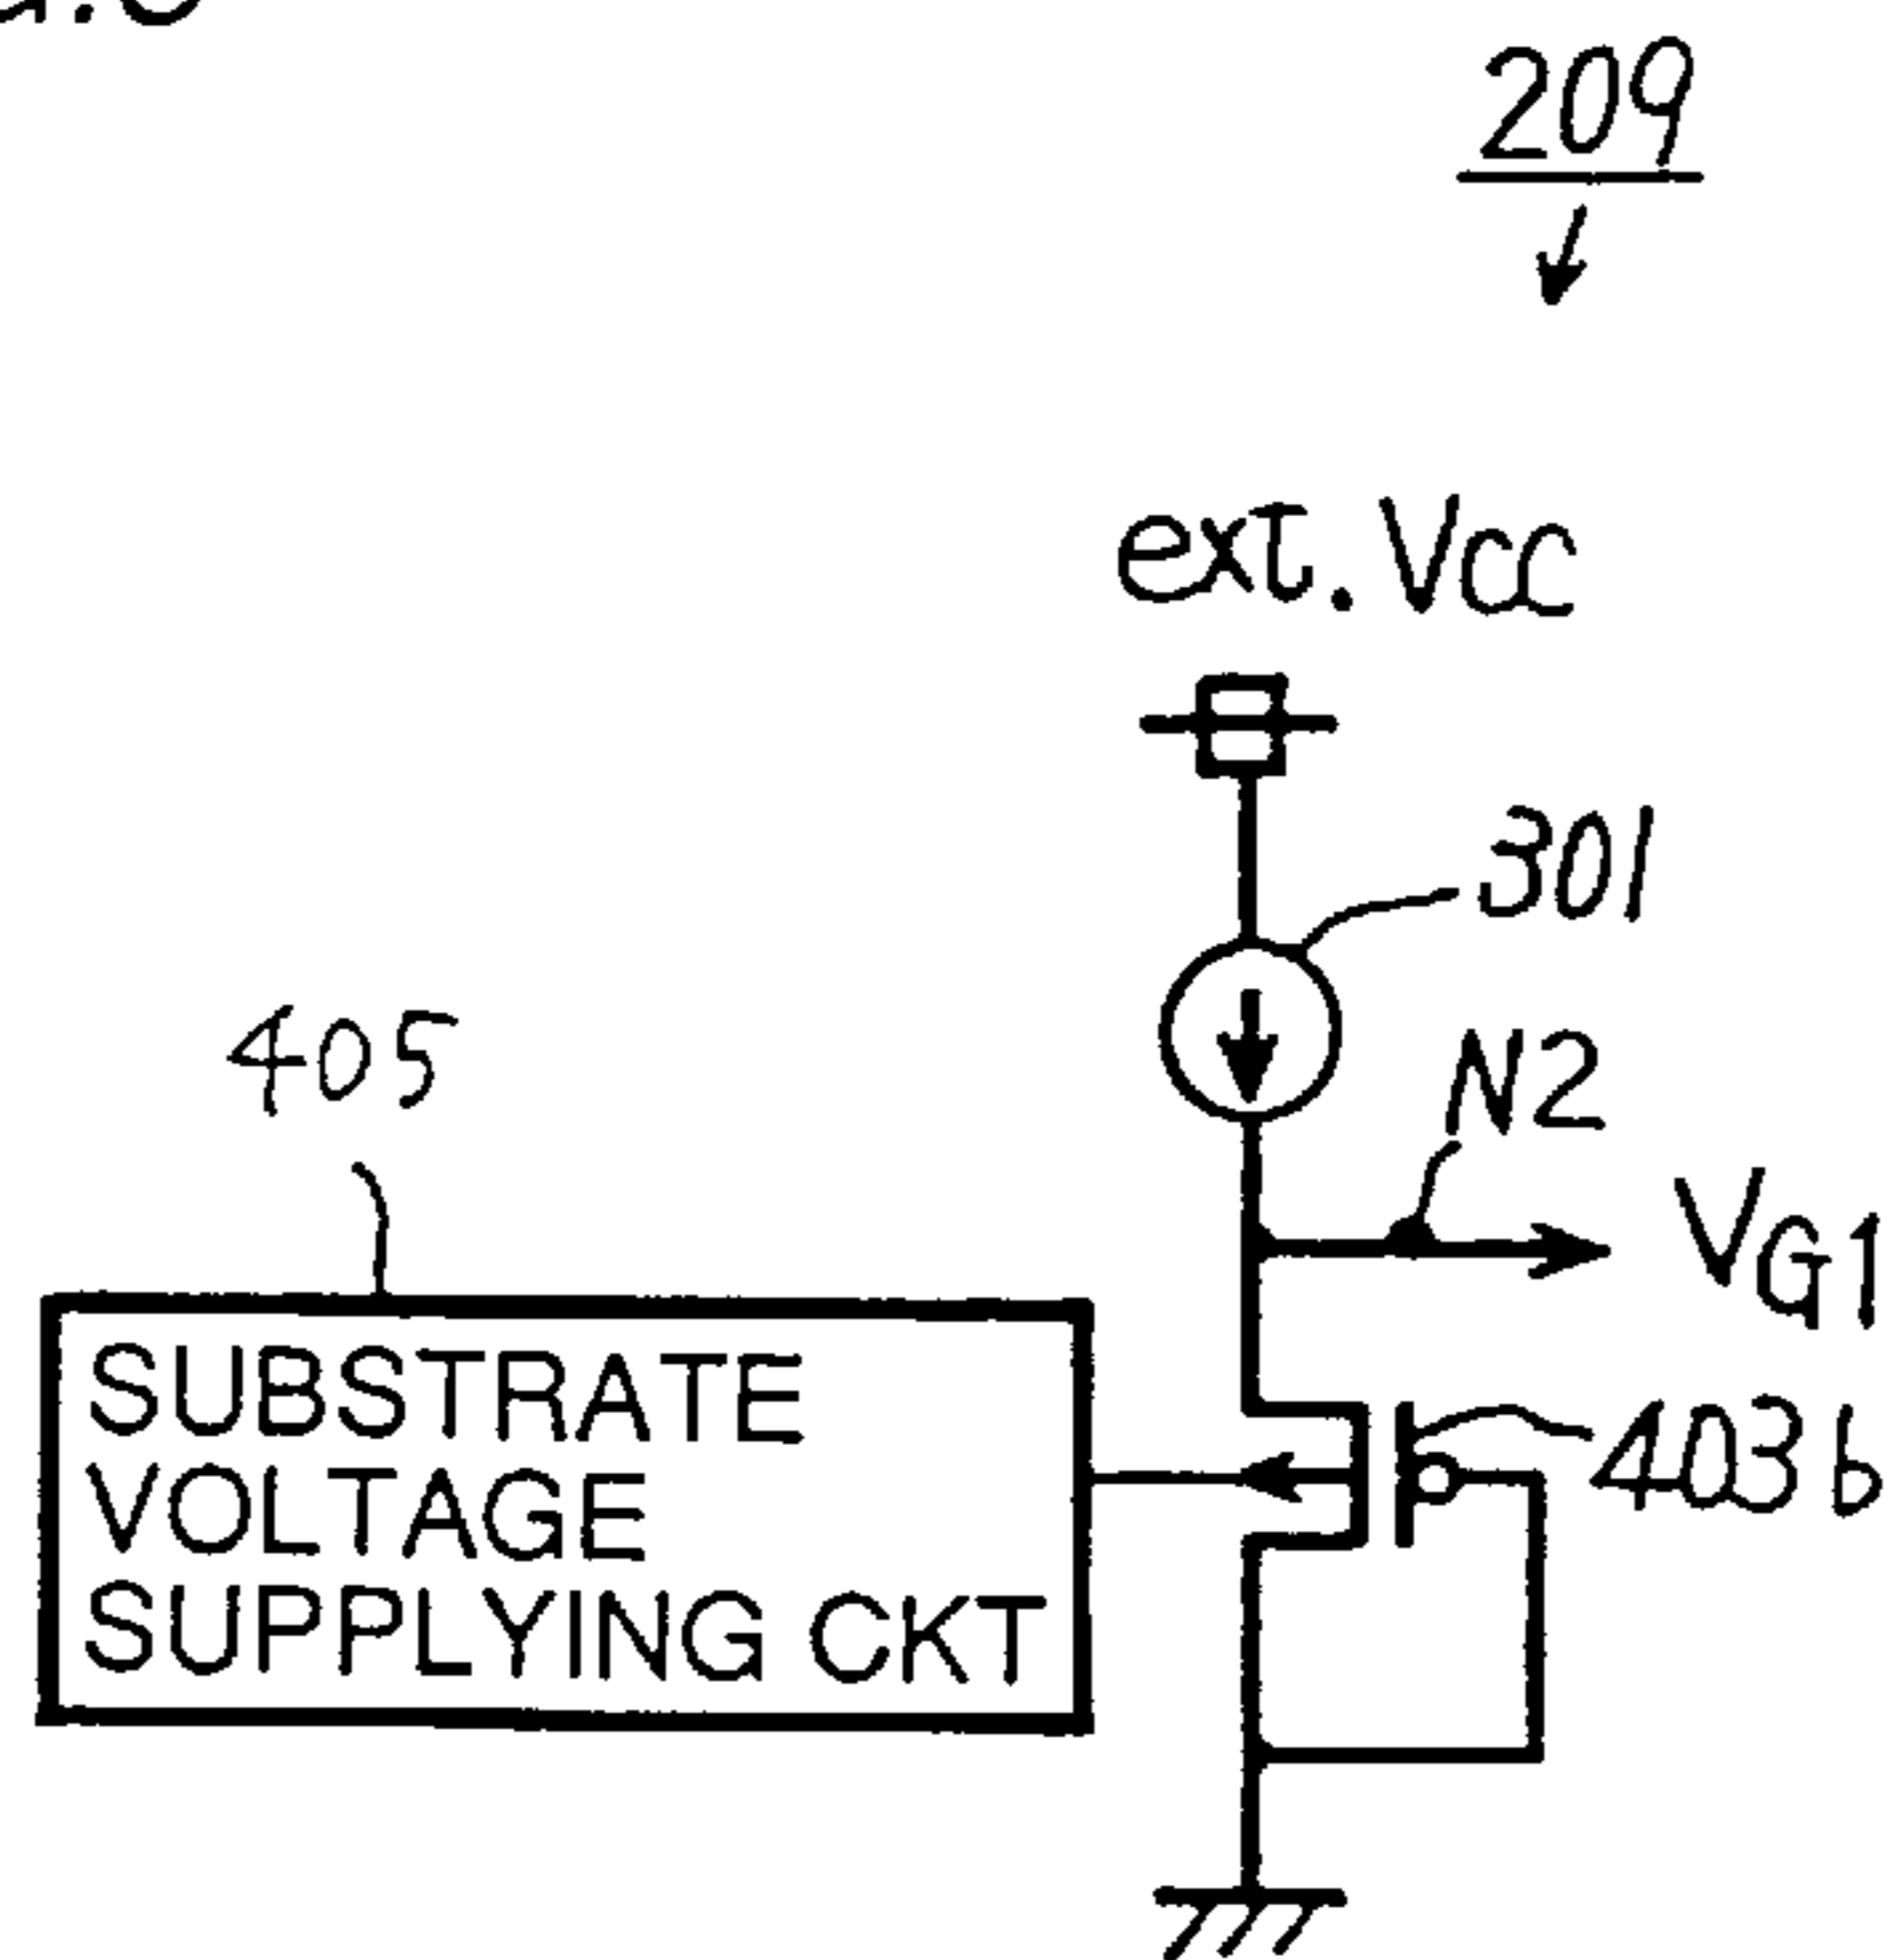 209
ext. Vcc
301
405
N2
VG1
SUBSTRATE
VOLTAGE
SUPPLYING CKT
403b